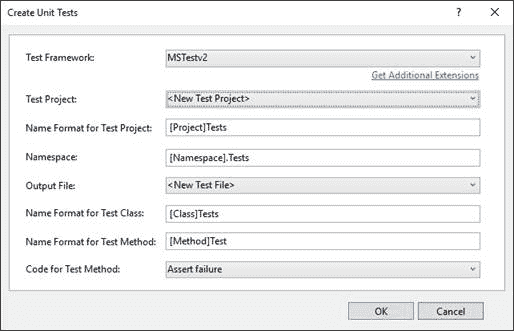 Create Unit Tests
Test Framework: MSTestv2
Get Additional Extensions
Test Project: <New Test Project>
Name Format for Test Project: [Project]Tests
Namespace: [Namespace].Tests
Output File: <New Test File>
Name Format for Test Class: [Class]Tests
Name Format for Test Method: [Method]Test
Code for Test Method: Assert failure
OK Cancel